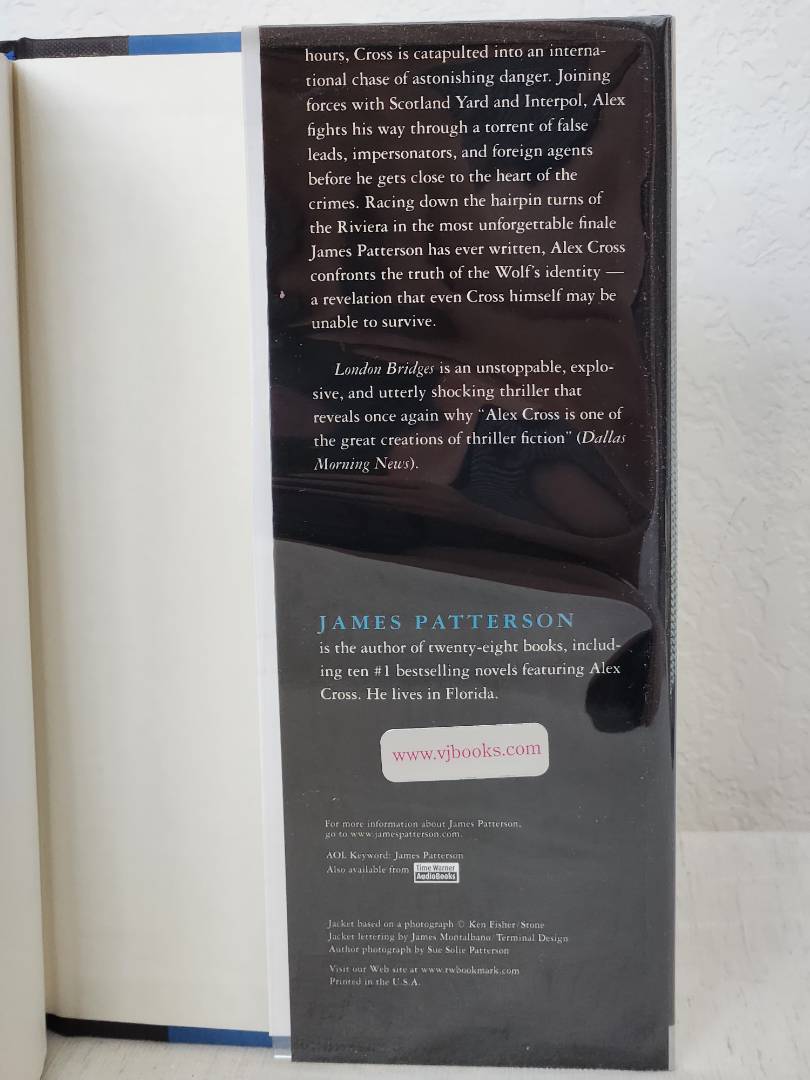 hours, Cross is catapulted into an interna-
tional chase of astonishing danger. Joining
forces with Scotland Yard and Interpol, Alex
fights his way through a torrent of false
leads, impersonators, and foreign agents
before he gets close to the heart of the
crimes. Racing down the hairpin turns of
the Riviera in the most unforgettable finale
James Patterson has ever written, Alex Cross
confronts the truth of the Wolf's identity —
a revelation that even Cross himself may be
unable to survive.
London Bridges is an unstoppable, explo-
sive, and utterly shocking thriller that
reveals once again why “Alex Cross is one of
the great creations of thriller fiction” (Dallas
Morning News).
JAMES PATTERSON
is the author of twenty-eight books, includ-
ing ten #1 bestselling novels featuring Alex
Cross. He lives in Florida.
www.vjbooks.com
For more information about James Patterson,
go to www.jamespatterson.com.
AOL Keyword: James Patterson
Also available from Time Warner AudioBooks
Jacket based on a photograph © Ken Fisher/Stone
Jacket lettering by James Montalbano/Terminal Design
Author photograph by Sue Solie Patterson
Visit our Web site at www.twbookmark.com
Printed in the U.S.A.